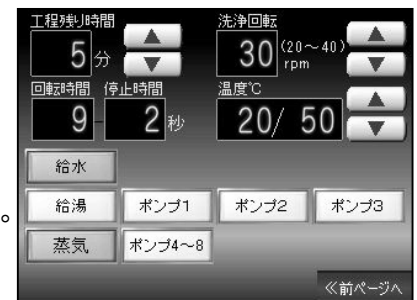 工程残り時間
5分
洗浄回転
30 (20～40) rpm
回転時間 停止時間
9- 2秒
温度℃
20/ 50
給水
給湯 ポンプ1 ポンプ2 ポンプ3
。
蒸気 ポンプ4～8
≪前ページへ